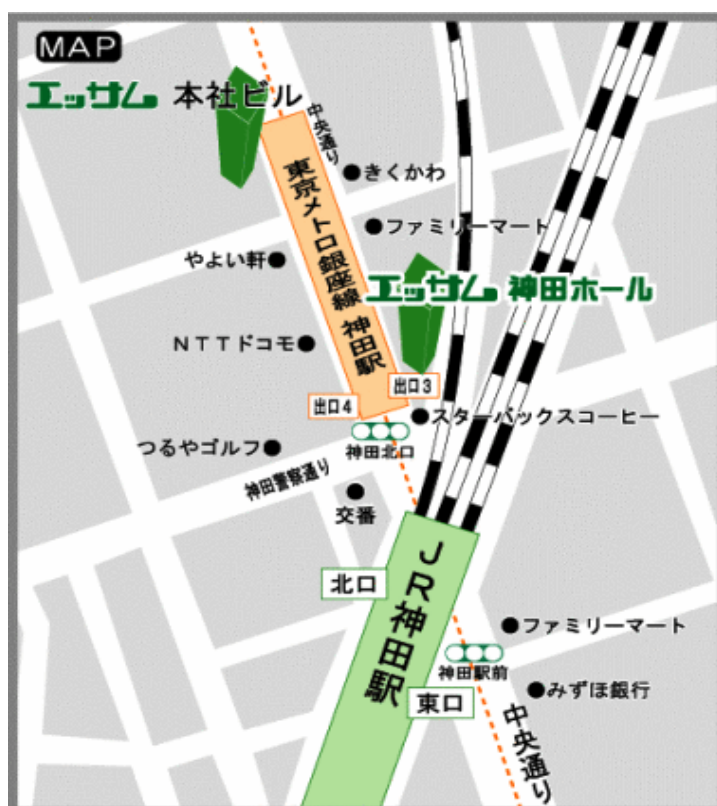 MAP
エッサム 本社ビル
中央通り
きくかわ
東京メトロ銀座線 神田駅
ファミリーマート
やよい軒
エッサム 神田ホール
NTTドコモ
出口3
出口4
スターバックスコーヒー
神田北口
つるやゴルフ
神田警察通り
交番
JR神田駅
北口
ファミリーマート
神田駅前
東口
みずほ銀行
中央通り